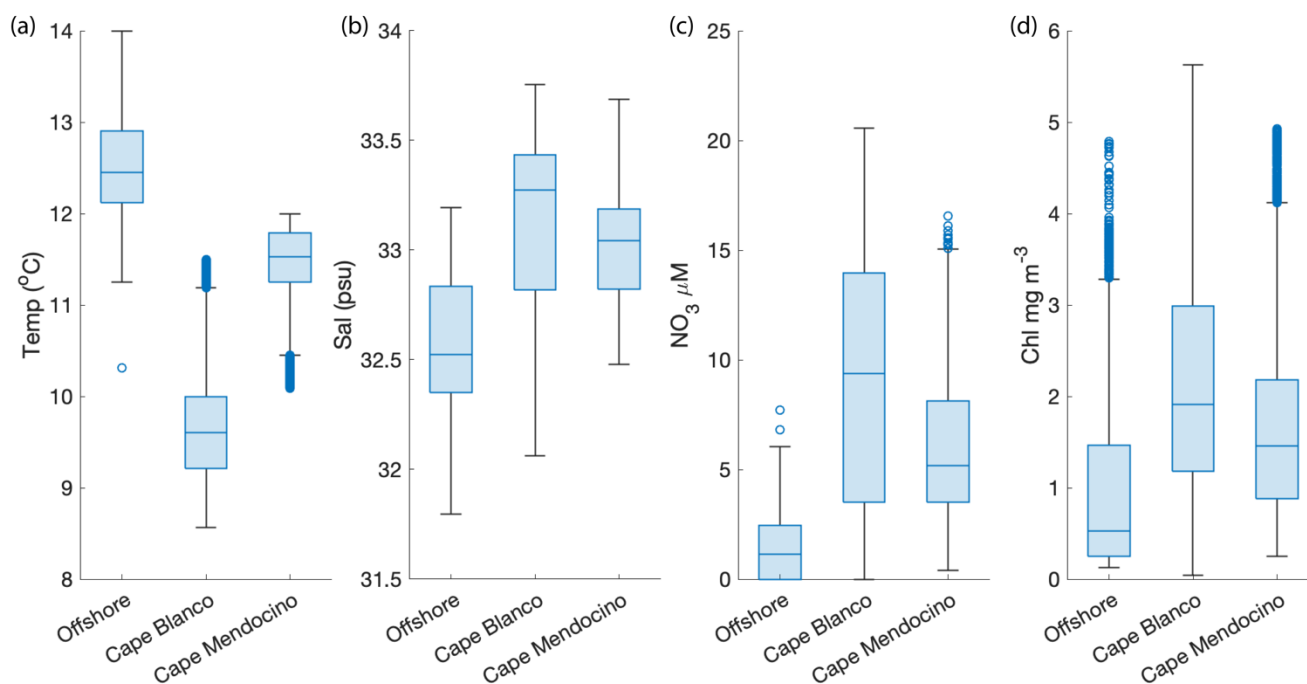 (a)
Temp (°C)
14
13
12
11
10
9
8
Offshore
Cape Blanco
Cape Mendocino
(b)
Sal (psu)
34
33.5
33
32.5
32
31.5
Offshore
Cape Blanco
Cape Mendocino
(c)
NO3 μM
25
20
15
10
5
0
Offshore
Cape Blanco
Cape Mendocino
(d)
Chl mg m-3
6
5
4
3
2
1
0
Offshore
Cape Blanco
Cape Mendocino